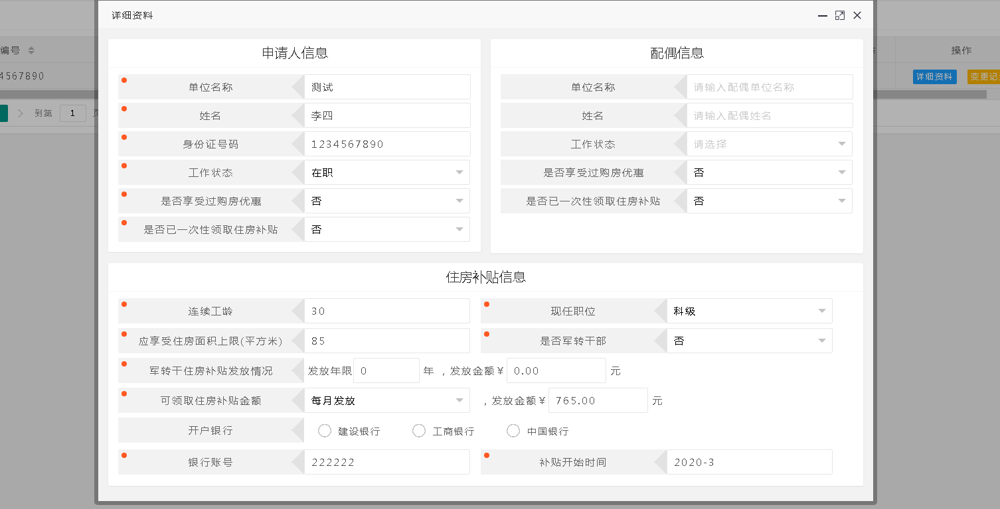 详细资料
编号
操作
4567890
详细资料
变更记
到第
1
申请人信息
单位名称 测试
姓名 李四
身份证号码 1234567890
工作状态 在职
是否享受过购房优惠 否
是否已一次性领取住房补贴 否
配偶信息
单位名称 请输入配偶单位名称
姓名 请输入配偶姓名
工作状态 请选择
是否享受过购房优惠 否
是否已一次性领取住房补贴 否
住房补贴信息
连续工龄 30 现任职位 科级
应享受住房面积上限(平方米) 85 是否军转干部 否
军转干住房补贴发放情况 发放年限 0 年 ，发放金额¥ 0.00 元
可领取住房补贴金额 每月发放 ，发放金额¥ 765.00 元
开户银行 建设银行 工商银行 中国银行
银行账号 222222 补贴开始时间 2020-3